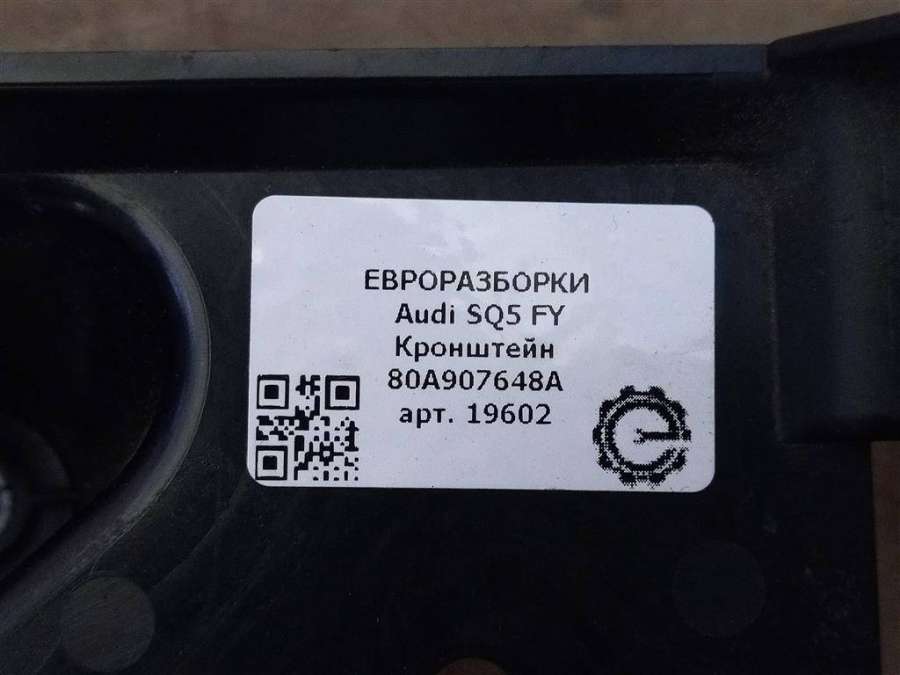 ЕВРОРАЗБОРКИ
Audi SQ5 FY
Кронштейн
80A907648A
арт. 19602